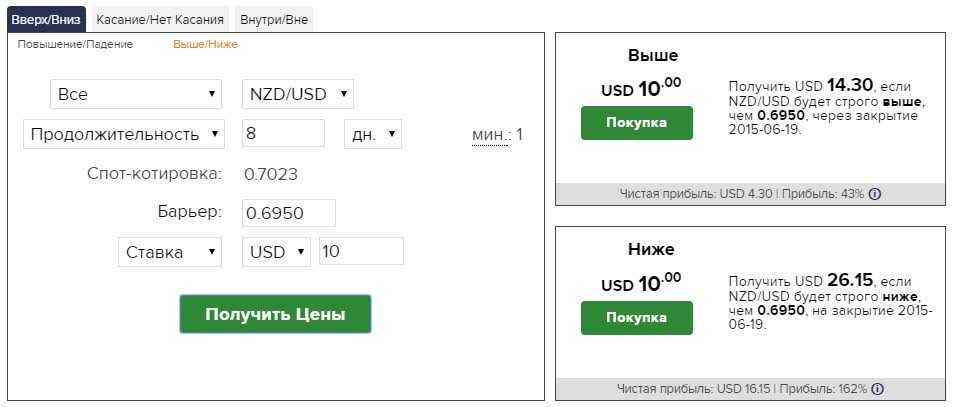 Вверх/Вниз Касание/Нет Касания Внутри/Вне
Повышение/Падение Выше/Ниже
Все NZD/USD
Продолжительность 8 дн. мин.: 1
Спот-котировка: 0.7023
Барьер: 0.6950
Ставка USD 10
Получить Цены
Выше
USD 10.00
Покупка
Получить USD 14.30, если
NZD/USD будет строго выше,
чем 0.6950, через закрытие
2015-06-19.
Чистая прибыль: USD 4.30 | Прибыль: 43%
Ниже
USD 10.00
Покупка
Получить USD 26.15, если
NZD/USD будет строго ниже,
чем 0.6950, на закрытие 2015-
06-19.
Чистая прибыль: USD 16.15 | Прибыль: 162%